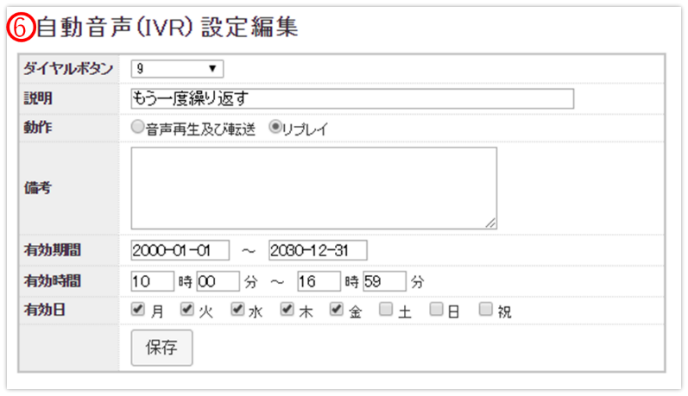 ⑥自動音声(IVR) 設定編集
ダイヤルボタン 9
説明 もう一度繰り返す
動作 音声再生及び転送 リプレイ
備考
有効期間 2000-01-01 ～ 2030-12-31
有効時間 10 時 00 分 ～ 16 時 59 分
有効日 月 火 水 木 金 土 日 祝
保存